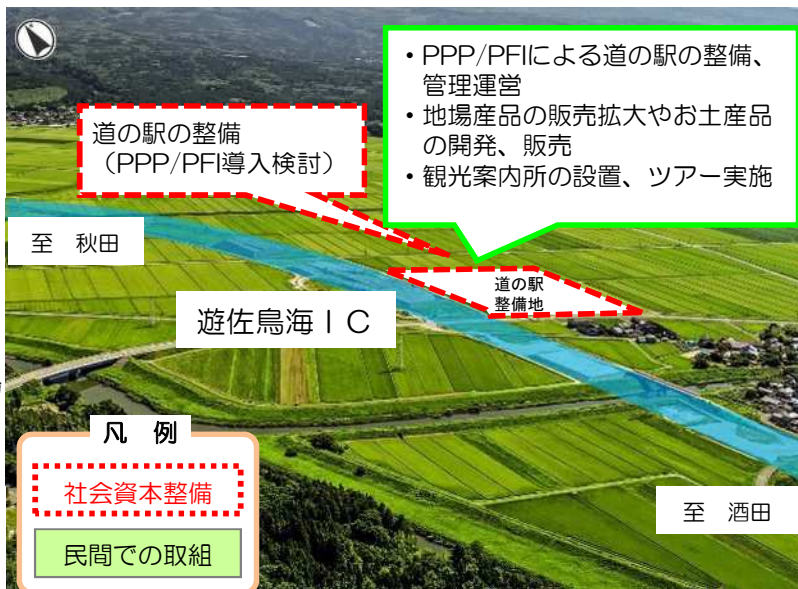 ・PPP/PFIによる道の駅の整備、
管理運営
・地場産品の販売拡大やお土産品
の開発、販売
・観光案内所の設置、ツアー実施
道の駅の整備
（PPP/PFI導入検討）
至 秋田
道の駅
整備地
遊佐鳥海ＩＣ
凡 例
社会資本整備
民間での取組
至 酒田